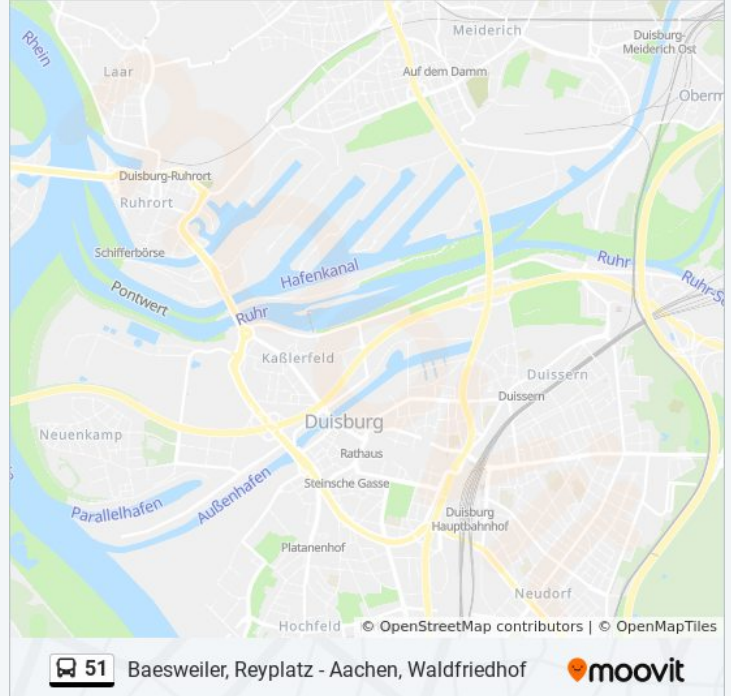 Rhein
Meiderich
Duisburg-
Meiderich Ost
Laar
Auf dem Damm
Oberm
Duisburg-Ruhrort
Ruhrort
Schifferbörse
Hafenkanal
Ruhr
Pontwert
Ruhr
Kaßlerfeld
Duissern
Duissern
Duisburg
Neuenkamp
Rathaus
Steinsche Gasse
Außenhafen
Parallelhafen
Duisburg
Hauptbahnhof
Platanenhof
Neudorf
Hochfeld
© OpenStreetMap contributors | © OpenMapTiles
51 Baesweiler, Reyplatz - Aachen, Waldfriedhof
moovit